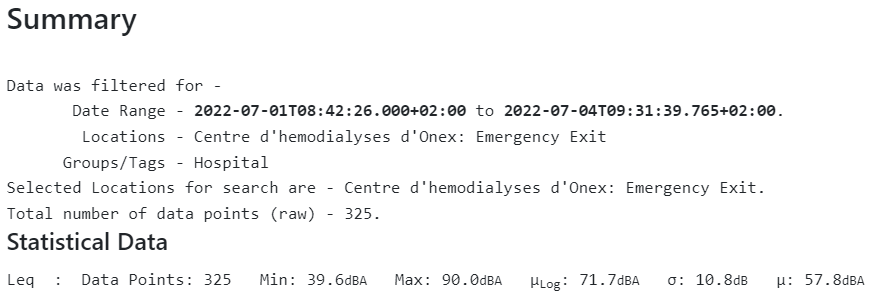 Summary
Data was filtered for -
Date Range - 2022-07-01T08:42:26.000+02:00 to 2022-07-04T09:31:39.765+02:00.
Locations - Centre d'hemodialyses d'Onex: Emergency Exit
Groups/Tags - Hospital
Selected Locations for search are - Centre d'hemodialyses d'Onex: Emergency Exit.
Total number of data points (raw) - 325.
Statistical Data
Leq : Data Points: 325 Min: 39.6dBA Max: 90.0dBA μLog: 71.7dBA σ: 10.8dB μ: 57.8dBA